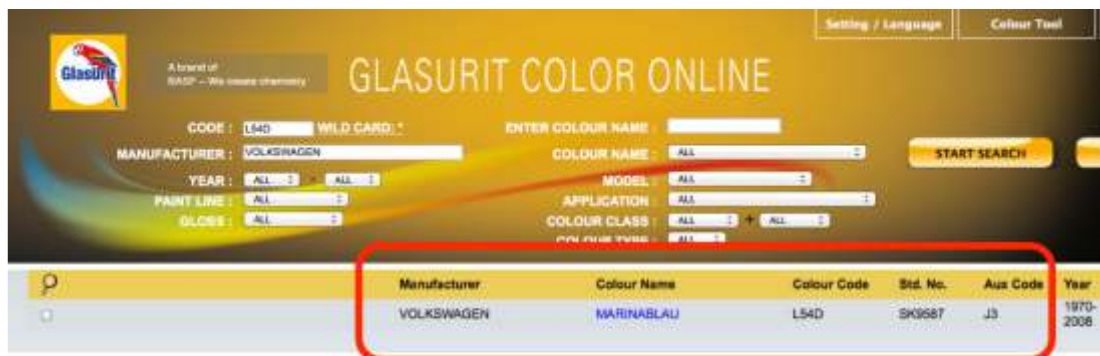 Setting / Language Colour Tool
Glasurit
A brand of
BASF – We create chemistry
GLASURIT COLOR ONLINE
CODE : L54D WILD CARD: * ENTER COLOUR NAME :
MANUFACTURER : VOLKSWAGEN COLOUR NAME : ALL START SEARCH
YEAR : ALL - ALL MODEL : ALL
PAINT LINE : ALL APPLICATION : ALL
GLOSS : ALL COLOUR CLASS : ALL + ALL
COLOUR TYPE : ALL
Manufacturer Colour Name Colour Code Std. No. Aux Code Year
VOLKSWAGEN MARINABLAU L54D SK9587 J3 1970-
2008